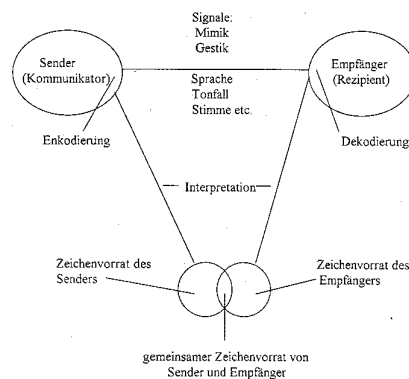 Signale:
Mimik
Gestik
Sender
(Kommunikator)
Empfänger
(Rezipient)
Sprache
Tonfall
Stimme etc.
Enkodierung
Dekodierung
Interpretation
Zeichenvorrat des
Senders
Zeichenvorrat des
Empfängers
gemeinsamer Zeichenvorrat von
Sender und Empfänger